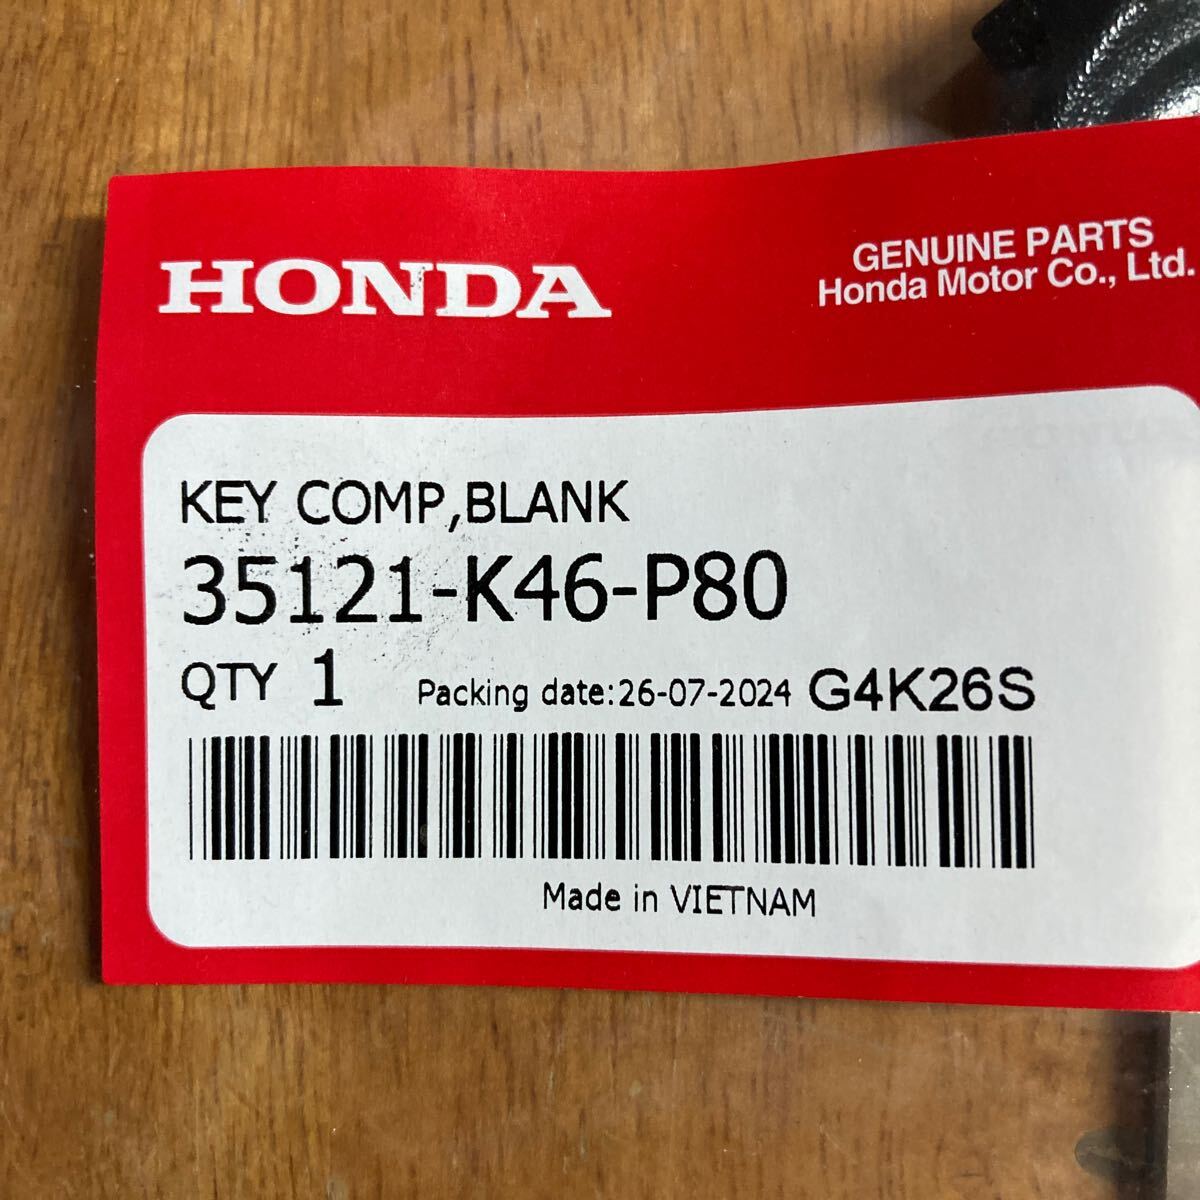 HONDA
GENUINE PARTS
Honda Motor Co., Ltd.
KEY COMP,BLANK
35121-K46-P80
QTY 1 Packing date:26-07-2024 G4K26S
Made in VIETNAM